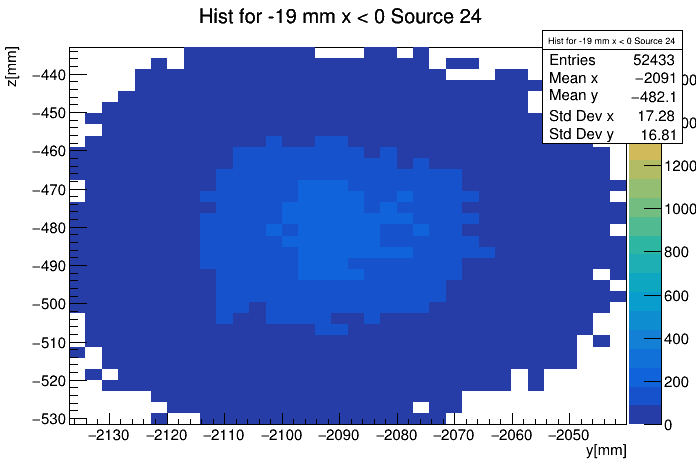 Hist for -19 mm x < 0 Source 24
Hist for -19 mm x < 0 Source 24
Entries 52433
Mean x −2091
Mean y −482.1
Std Dev x 17.28
Std Dev y 16.81
z[mm]
−440
−450
−460
−470
−480
−490
−500
−510
−520
−530
−2130 −2120 −2110 −2100 −2090 −2080 −2070 −2060 −2050
y[mm]
1200
1000
800
600
400
200
0